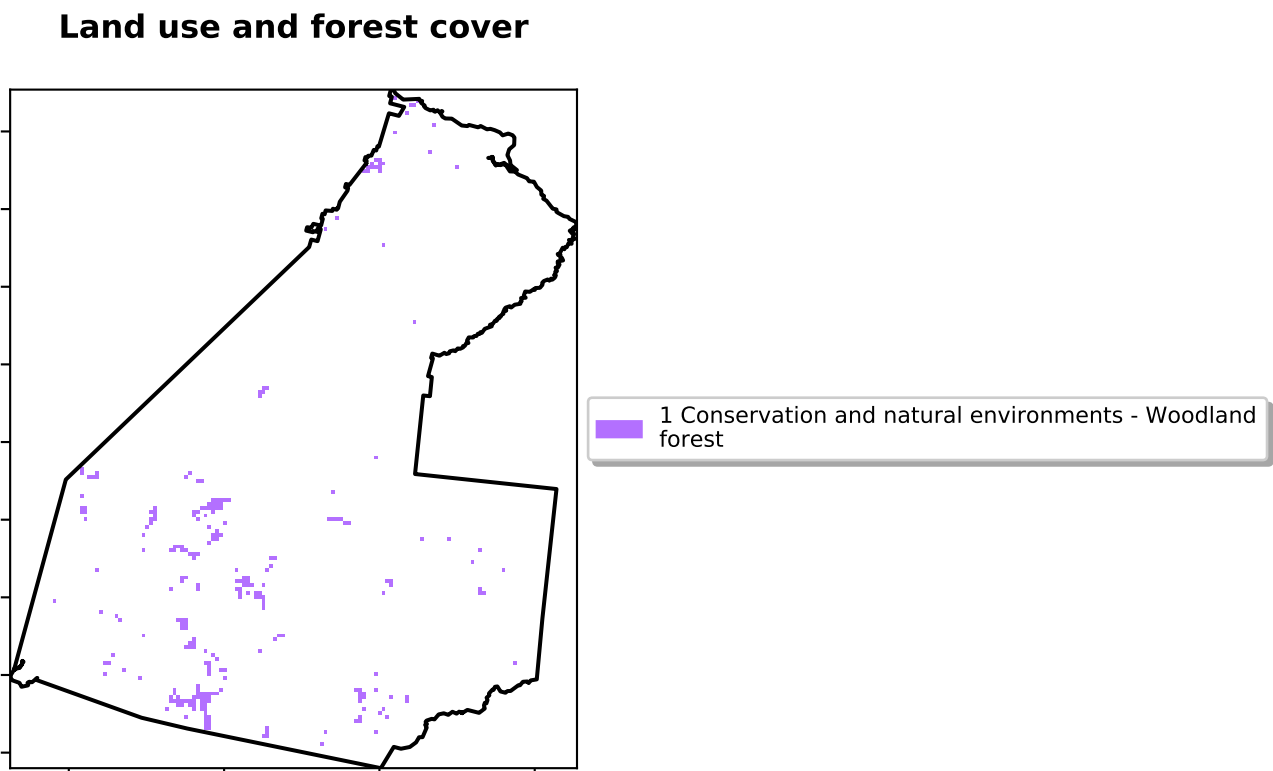 Land use and forest cover
1 Conservation and natural environments - Woodland
forest